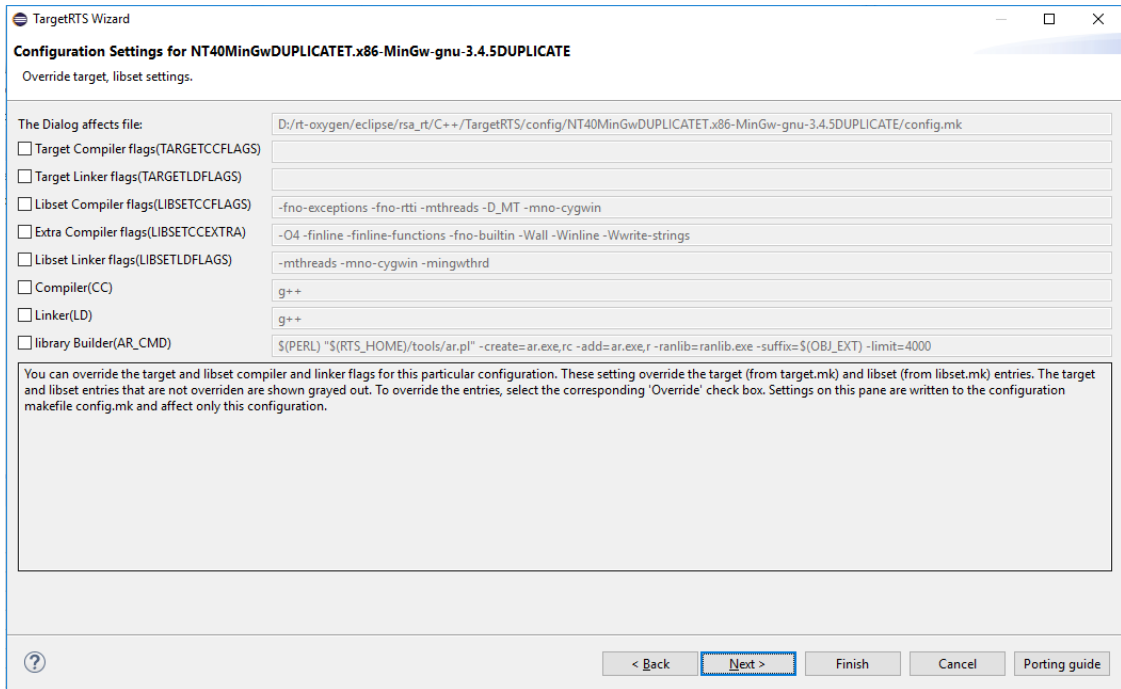 TargetRTS Wizard
Configuration Settings for NT40MinGwDUPLICATET.x86-MinGw-gnu-3.4.5DUPLICATE
Override target, libset settings.
The Dialog affects file: D:/rt-oxygen/eclipse/rsa_rt/C++/TargetRTS/config/NT40MinGwDUPLICATET.x86-MinGw-gnu-3.4.5DUPLICATE/config.mk
Target Compiler flags(TARGETCCFLAGS)
Target Linker flags(TARGETLDFLAGS)
Libset Compiler flags(LIBSETCCFLAGS) -fno-exceptions -fno-rtti -mthreads -D_MT -mno-cygwin
Extra Compiler flags(LIBSETCCEXTRA) -O4 -finline -finline-functions -fno-builtin -Wall -Winline -Wwrite-strings
Libset Linker flags(LIBSETLDFLAGS) -mthreads -mno-cygwin -mingwthrd
Compiler(CC) g++
Linker(LD) g++
library Builder(AR_CMD) $(PERL) "$(RTS_HOME)/tools/ar.pl" -create=ar.exe,rc -add=ar.exe,r -ranlib=ranlib.exe -suffix=$(OBJ_EXT) -limit=4000
You can override the target and libset compiler and linker flags for this particular configuration. These setting override the target (from target.mk) and libset (from libset.mk) entries. The target
and libset entries that are not overriden are shown grayed out. To override the entries, select the corresponding 'Override' check box. Settings on this pane are written to the configuration
makefile config.mk and affect only this configuration.
? < Back Next > Finish Cancel Porting guide